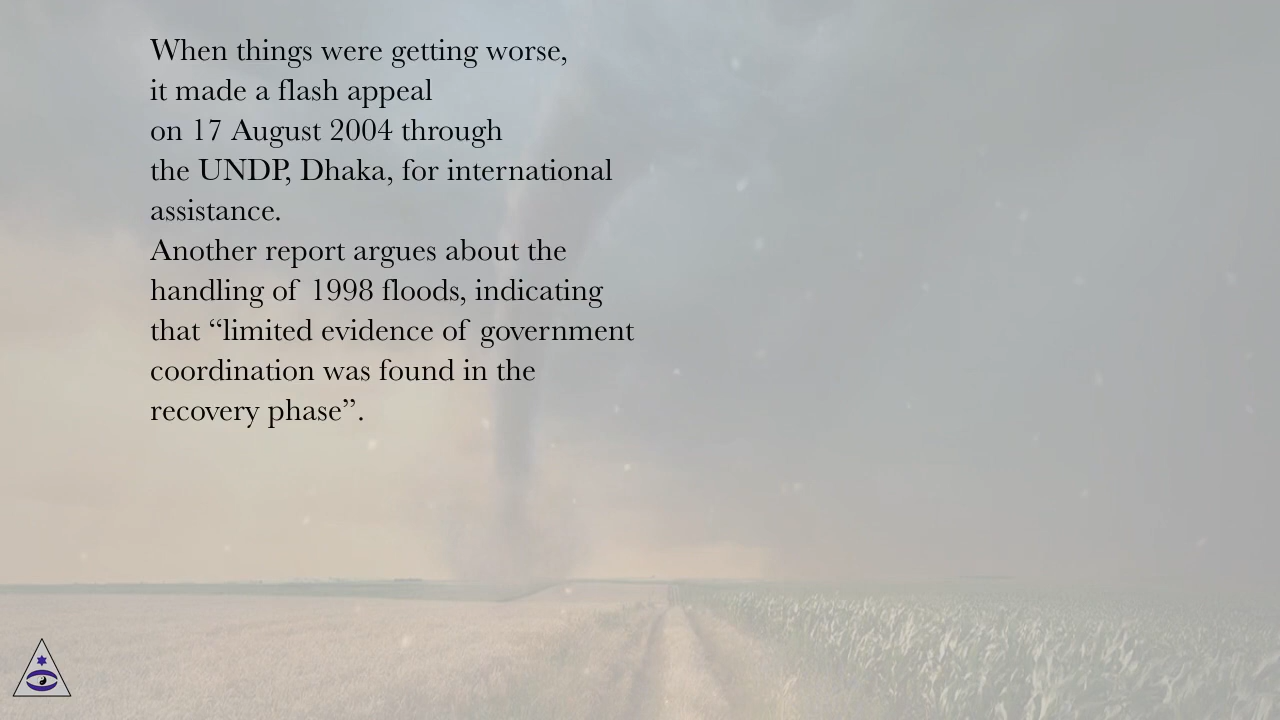 When things were getting worse,
it made a flash appeal
on 17 August 2004 through
the UNDP, Dhaka, for international
assistance.
Another report argues about the
handling of 1998 floods, indicating
that “limited evidence of government
coordination was found in the
recovery phase”.